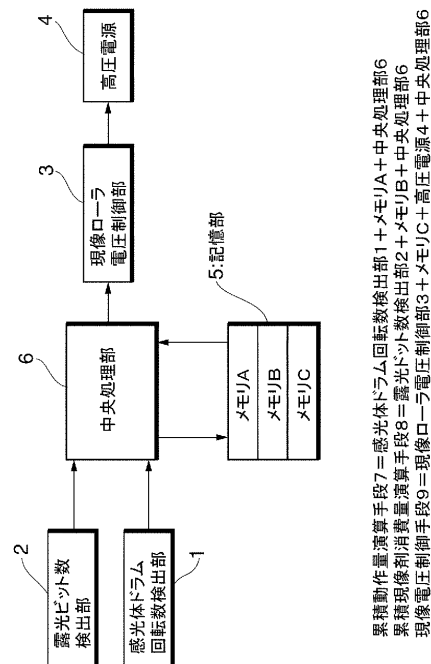 2
露光ビット数
検出部
1
感光体ドラム
回転数検出部
6
中央処理部
5:記憶部
メモリA
メモリB
メモリC
3
現像ローラ
電圧制御部
4
高圧電源
累積動作量演算手段7=感光体ドラム回転数検出部1+メモリA+中央処理部6
累積現像剤消費量演算手段8=露光ドット数検出部2+メモリB+中央処理部6
現像電圧制御手段9=現像ローラ電圧制御部3+メモリC+高圧電源4+中央処理部6